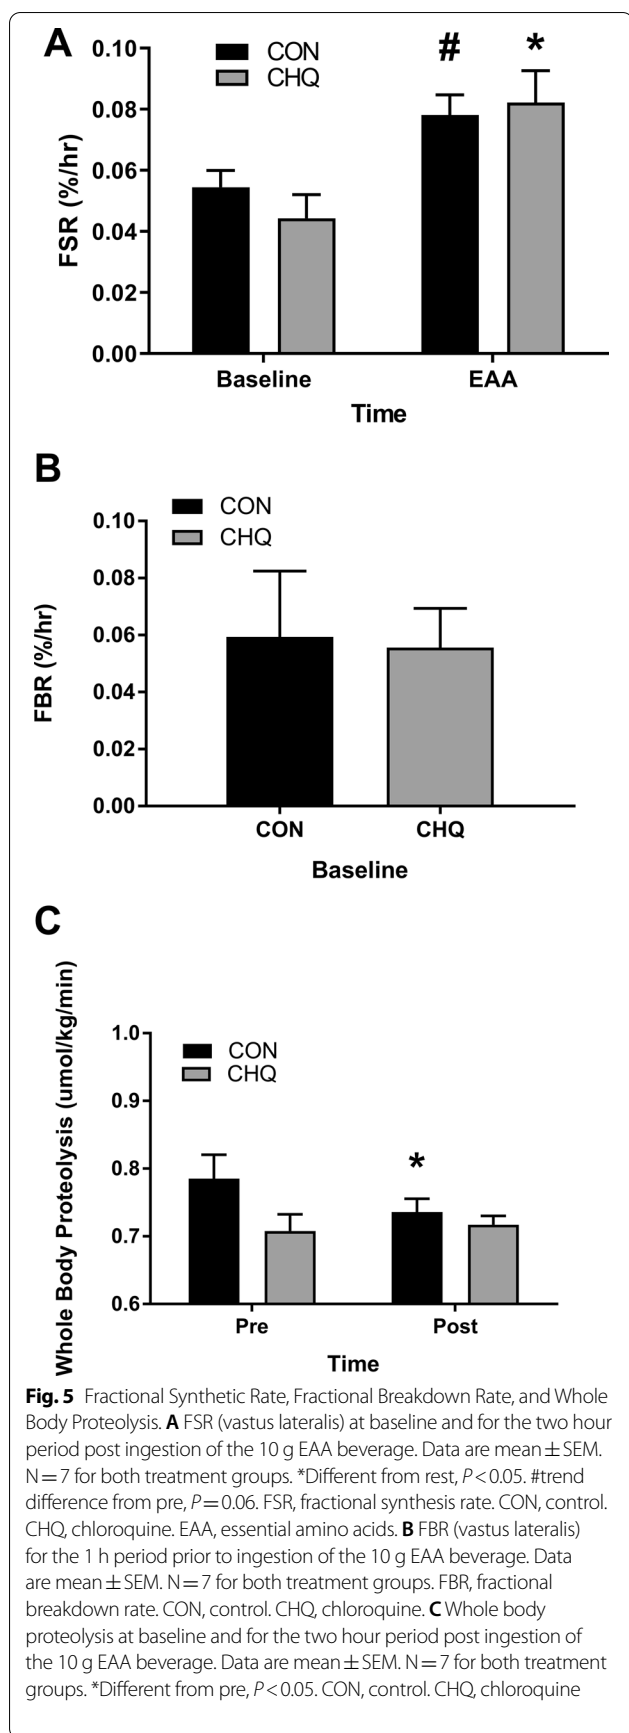 A
CON
CHQ
#
*
FSR (%/hr)
0.10
0.08
0.06
0.04
0.02
0.00
Baseline
EAA
Time
B
CON
CHQ
FBR (%/hr)
0.10
0.08
0.06
0.04
0.02
0.00
CON
CHQ
Baseline
C
Whole Body Proteolysis (umol/kg/min)
1.0
0.9
0.8
0.7
0.6
CON
CHQ
*
Pre
Post
Time
Fig. 5 Fractional Synthetic Rate, Fractional Breakdown Rate, and Whole
Body Proteolysis. A FSR (vastus lateralis) at baseline and for the two hour
period post ingestion of the 10 g EAA beverage. Data are mean ± SEM.
N = 7 for both treatment groups. *Different from rest, P < 0.05. #trend
difference from pre, P = 0.06. FSR, fractional synthesis rate. CON, control.
CHQ, chloroquine. EAA, essential amino acids. B FBR (vastus lateralis)
for the 1 h period prior to ingestion of the 10 g EAA beverage. Data
are mean ± SEM. N = 7 for both treatment groups. FBR, fractional
breakdown rate. CON, control. CHQ, chloroquine. C Whole body
proteolysis at baseline and for the two hour period post ingestion of
the 10 g EAA beverage. Data are mean ± SEM. N = 7 for both treatment
groups. *Different from pre, P < 0.05. CON, control. CHQ, chloroquine